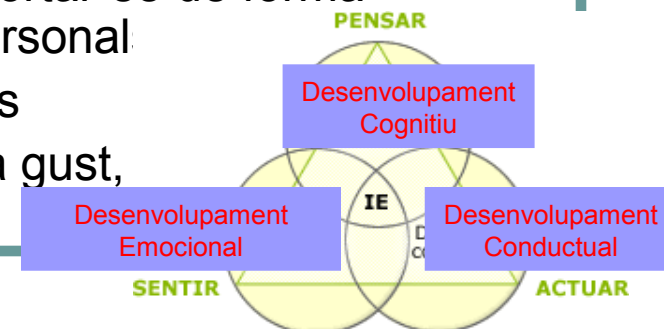 rsonal
s
a gust,
PENSAR
Desenvolupament
Cognitiu
IE
Desenvolupament
Emocional
Desenvolupament
Conductual
SENTIR
ACTUAR